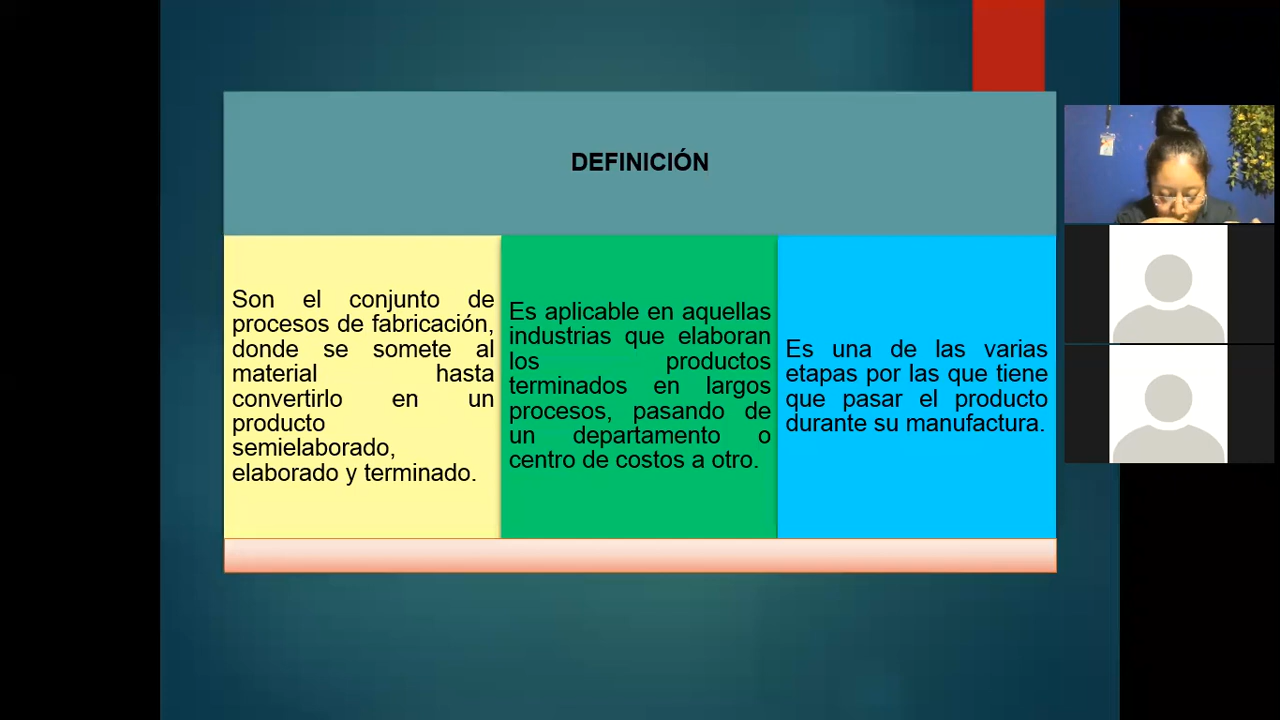 DEFINICIÓN
Son el conjunto de
procesos de fabricación,
donde se somete al
material hasta
convertirlo en un
producto
semielaborado,
elaborado y terminado.
Es aplicable en aquellas
industrias que elaboran
los productos
terminados en largos
procesos, pasando de
un departamento o
centro de costos a otro.
Es una de las varias
etapas por las que tiene
que pasar el producto
durante su manufactura.